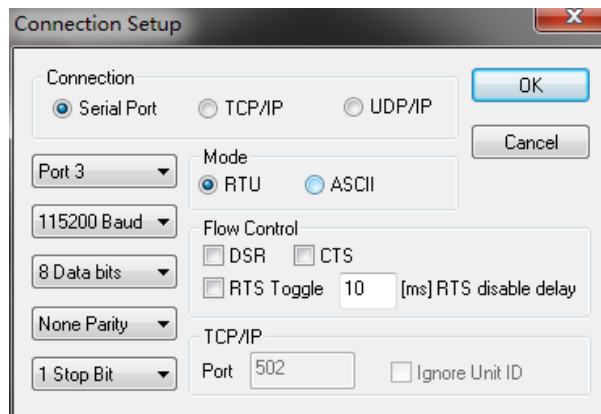 Connection Setup
Connection
Serial Port TCP/IP UDP/IP
OK
Cancel
Port 3
115200 Baud
8 Data bits
None Parity
1 Stop Bit
Mode
RTU ASCII
Flow Control
DSR CTS
RTS Toggle 10 [ms] RTS disable delay
TCP/IP
Port 502 Ignore Unit ID